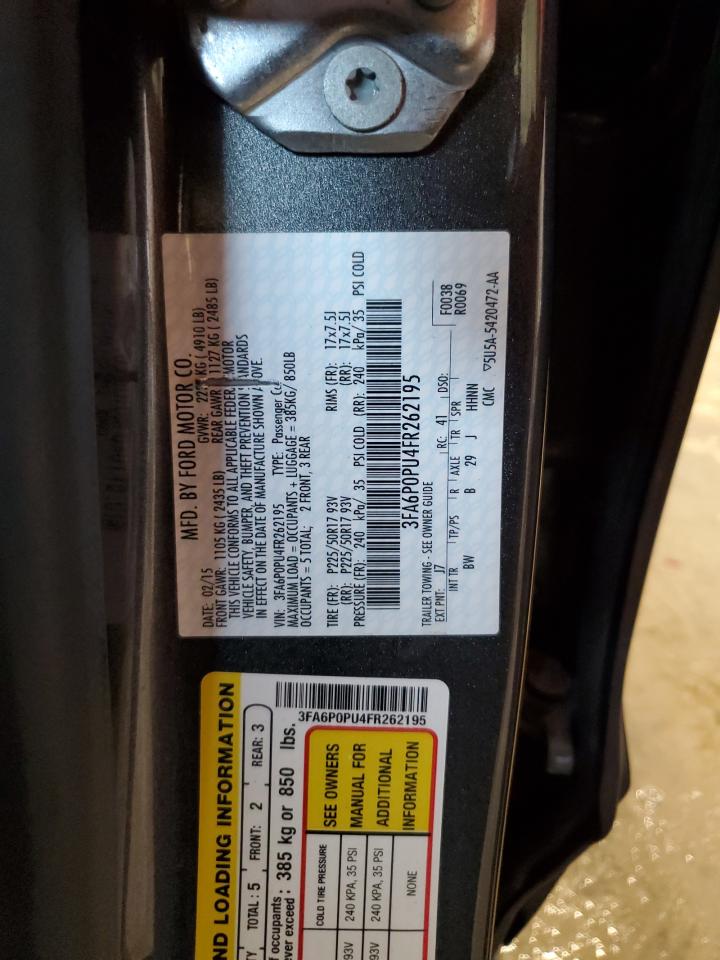 MFD. BY FORD MOTOR CO.
DATE: 02/15 GVWR: KG ( 4910 LB)
FRONT GAWR: 1105 KG ( 2435 LB) REAR GAWR: 1127 KG ( 2485 LB)
THIS VEHICLE CONFORMS TO ALL APPLICABLE FEDERAL MOTOR
VEHICLE SAFETY, BUMPER, AND THEFT PREVENTION STANDARDS
IN EFFECT ON THE DATE OF MANUFACTURE SHOWN ABOVE.
VIN: 3FA6P0PU4FR262195 TYPE: Passenger
MAXIMUM LOAD = OCCUPANTS + LUGGAGE = 385KG/ 850LB
OCCUPANTS = 5 TOTAL; 2 FRONT, 3 REAR
TIRE (FR): P225/50R17 93V RIMS (FR): 17x7.5J
(RR): P225/50R17 93V (RR): 17x7.5J
PRESSURE (FR): 240 kPa/ 35 PSI COLD (RR): 240 kPa/ 35 PSI COLD
3FA6P0PU4FR262195
TRAILER TOWING - SEE OWNER GUIDE F0038
EXT PNT: J7 RC: 41 DSO: R0069
INT TR TP/PS R AXLE TR SPR
BW B 29 J HHNN
CMC ▽5U5A-5420472-AA
ND LOADING INFORMATION
TY TOTAL : 5 FRONT: 2 REAR: 3
f occupants
ever exceed : 385 kg or 850 lbs.
3FA6P0PU4FR262195
COLD TIRE PRESSURE
93V 240 KPA, 35 PSI
93V 240 KPA, 35 PSI
NONE
SEE OWNERS
MANUAL FOR
ADDITIONAL
INFORMATION